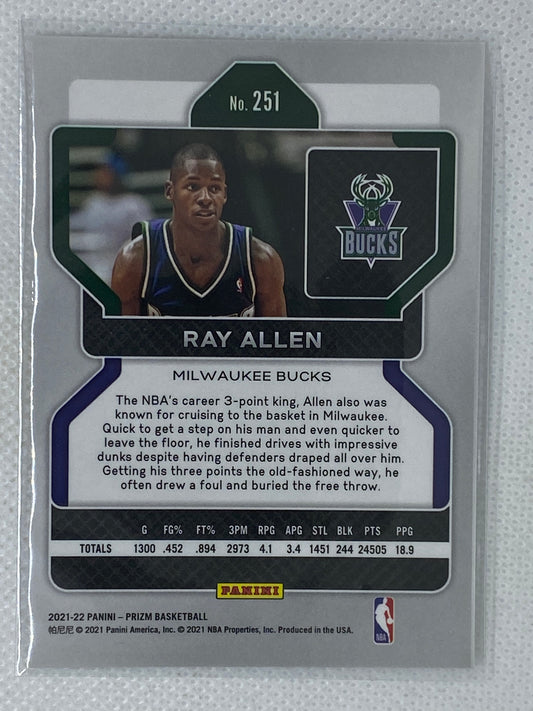 No. 251
MILWAUKEE
BUCKS
RAY ALLEN
MILWAUKEE BUCKS
The NBA's career 3-point king, Allen also was
known for cruising to the basket in Milwaukee.
Quick to get a step on his man and even quicker to
leave the floor, he finished drives with impressive
dunks despite having defenders draped all over him.
Getting his three points the old-fashioned way, he
often drew a foul and buried the free throw.
G FG% FT% 3PM RPG APG STL BLK PTS PPG
TOTALS 1300 .452 .894 2973 4.1 3.4 1451 244 24505 18.9
PANINI
2021-22 PANINI – PRIZM BASKETBALL
帕尼尼 © 2021 Panini America, Inc. © 2021 NBA Properties, Inc. Produced in the USA.
NBA